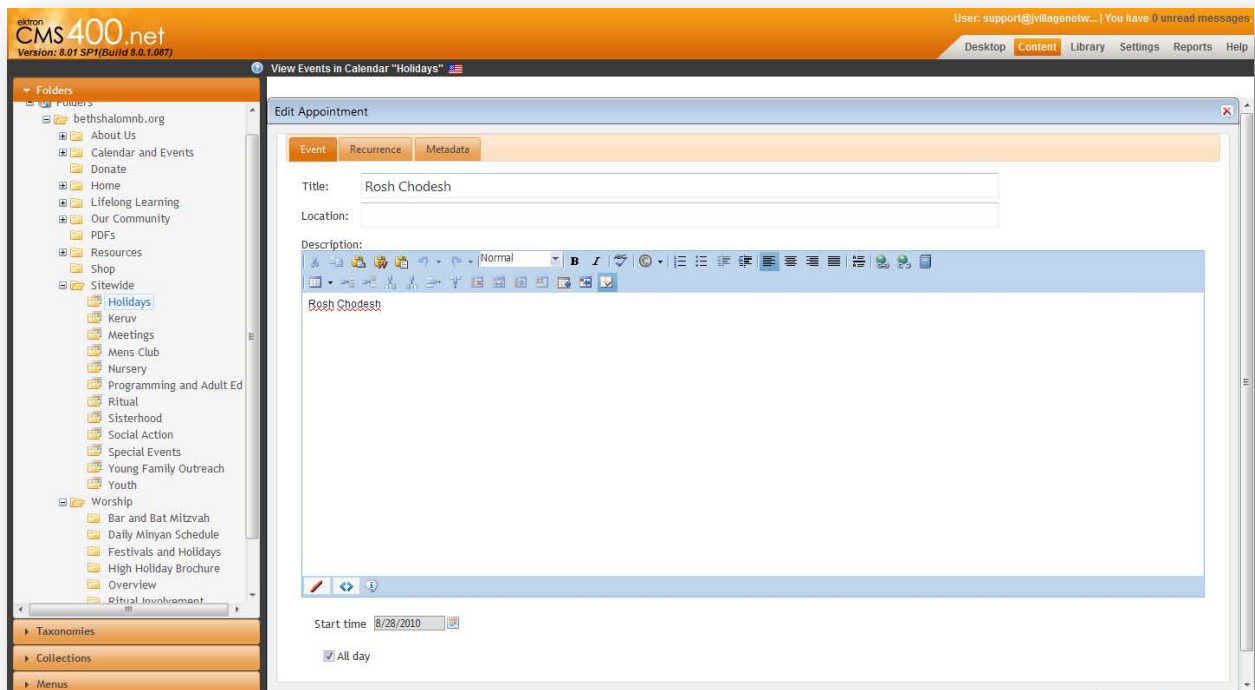 ektron
CMS400.net
Version: 8.01 SP1(Build 8.0.1.087)
User: support@jvillagenetw... | You have 0 unread messages
Desktop Content Library Settings Reports Help
View Events in Calendar "Holidays"
Folders
Folders
bethshalomnb.org
About Us
Calendar and Events
Donate
Home
Lifelong Learning
Our Community
PDFs
Resources
Shop
Sitewide
Holidays
Keruv
Meetings
Mens Club
Nursery
Programming and Adult Ed
Ritual
Sisterhood
Social Action
Special Events
Young Family Outreach
Youth
Worship
Bar and Bat Mitzvah
Daily Minyan Schedule
Festivals and Holidays
High Holiday Brochure
Overview
Ritual Involvement
Taxonomies
Collections
Menus
Edit Appointment
Event Recurrence Metadata
Title: Rosh Chodesh
Location:
Description:
Normal B I ABC
Rosh Chodesh
Start time 8/28/2010
All day